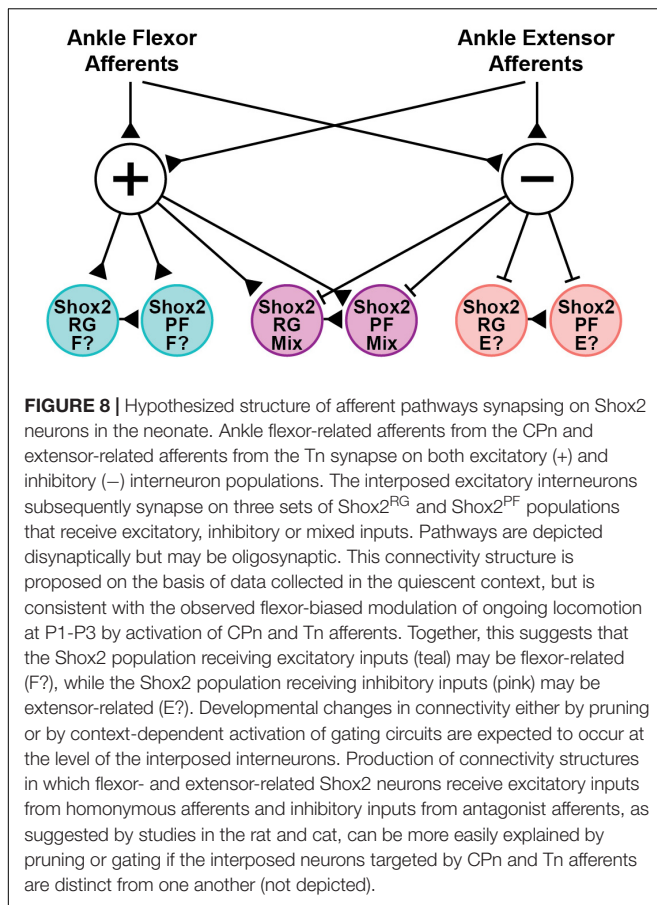 Ankle Flexor Afferents
Ankle Extensor Afferents
+
−
Shox2 RG F?
Shox2 PF F?
Shox2 RG Mix
Shox2 PF Mix
Shox2 RG E?
Shox2 PF E?
FIGURE 8 | Hypothesized structure of afferent pathways synapsing on Shox2
neurons in the neonate. Ankle flexor-related afferents from the CPn and
extensor-related afferents from the Tn synapse on both excitatory (+) and
inhibitory (−) interneuron populations. The interposed excitatory interneurons
subsequently synapse on three sets of Shox2RG and Shox2PF populations
that receive excitatory, inhibitory or mixed inputs. Pathways are depicted
disynaptically but may be oligosynaptic. This connectivity structure is
proposed on the basis of data collected in the quiescent context, but is
consistent with the observed flexor-biased modulation of ongoing locomotion
at P1-P3 by activation of CPn and Tn afferents. Together, this suggests that
the Shox2 population receiving excitatory inputs (teal) may be flexor-related
(F?), while the Shox2 population receiving inhibitory inputs (pink) may be
extensor-related (E?). Developmental changes in connectivity either by pruning
or by context-dependent activation of gating circuits are expected to occur at
the level of the interposed interneurons. Production of connectivity structures
in which flexor- and extensor-related Shox2 neurons receive excitatory inputs
from homonymous afferents and inhibitory inputs from antagonist afferents, as
suggested by studies in the rat and cat, can be more easily explained by
pruning or gating if the interposed neurons targeted by CPn and Tn afferents
are distinct from one another (not depicted).